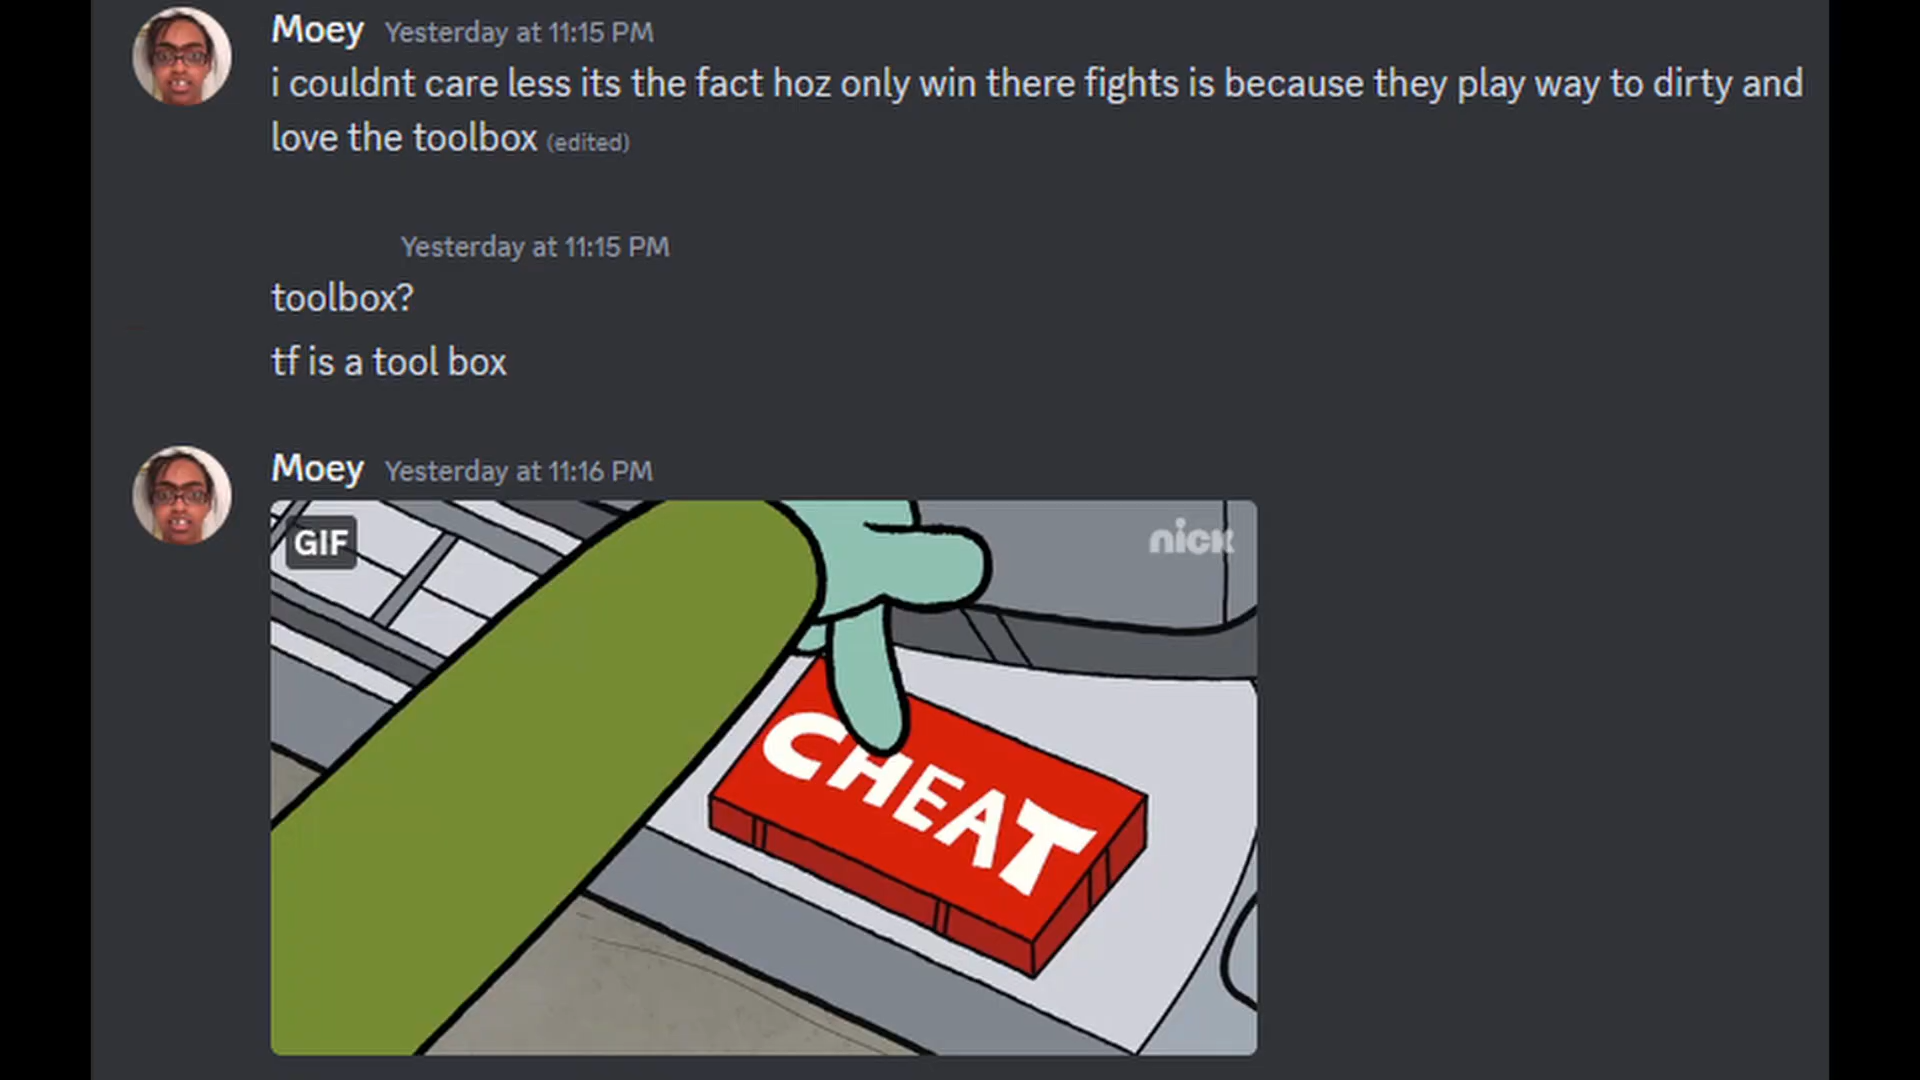 Moey Yesterday at 11:15 PM
i couldnt care less its the fact hoz only win there fights is because they play way to dirty and
love the toolbox (edited)
Yesterday at 11:15 PM
toolbox?
tf is a tool box
Moey Yesterday at 11:16 PM
GIF
nick
CHEAT